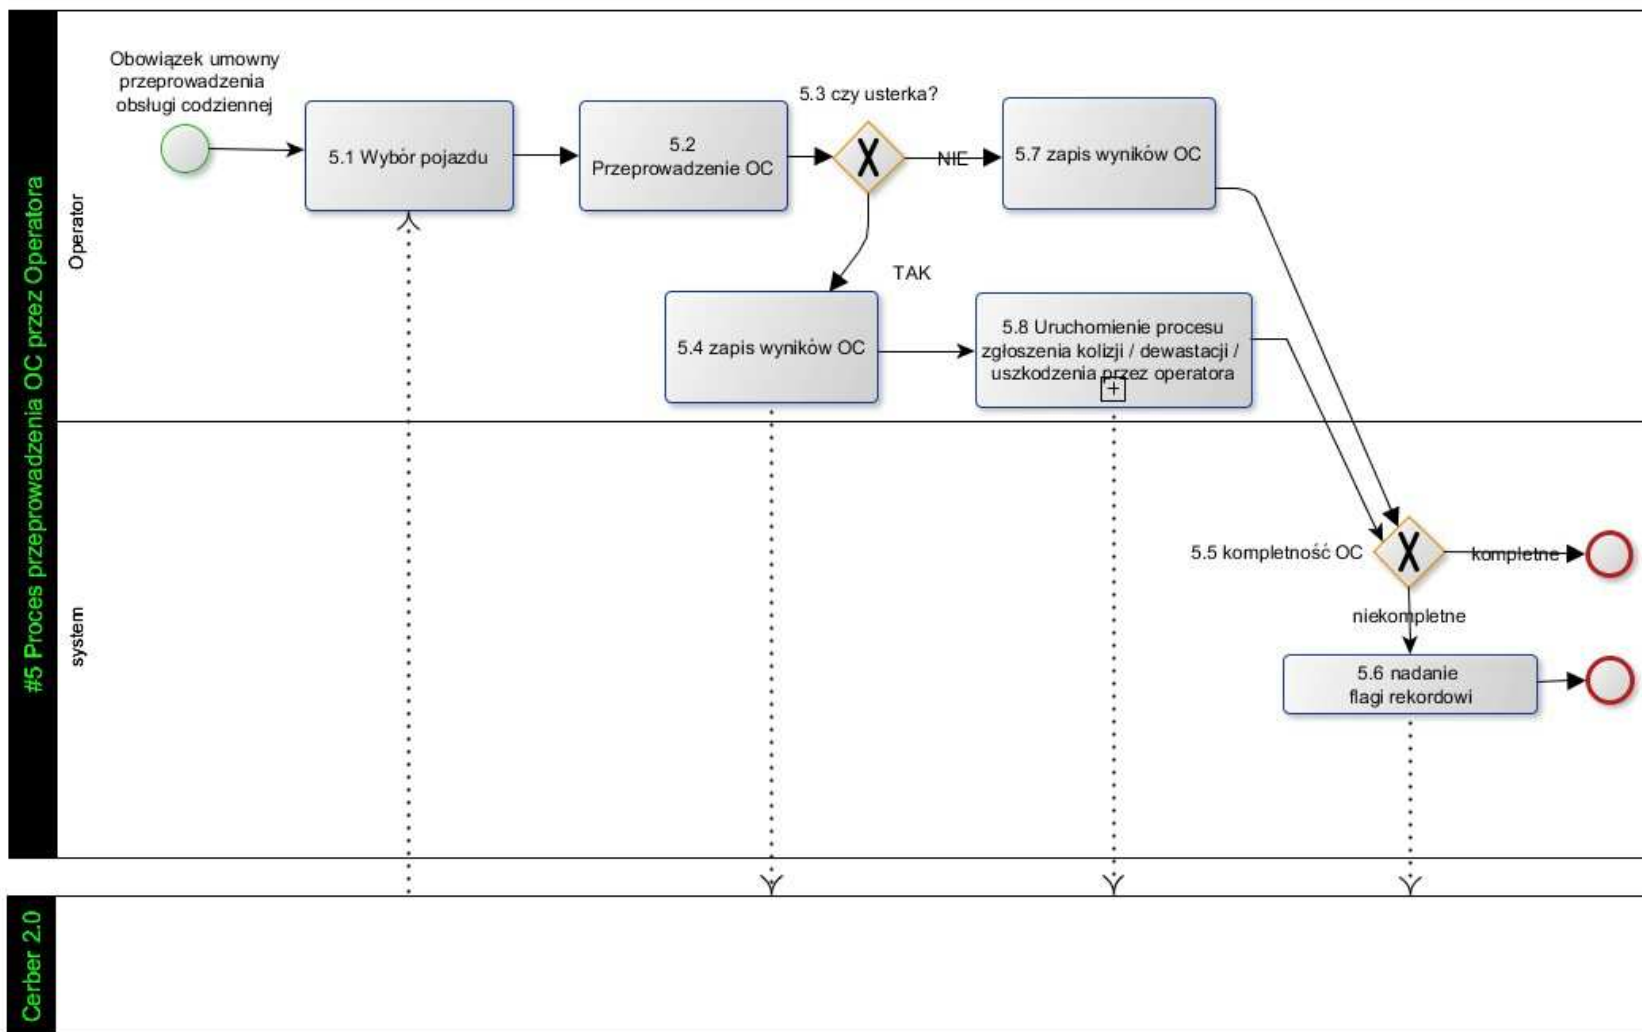 #5 Proces przeprowadzenia OC przez Operatora
Operator
Obowiązek umowny
przeprowadzenia
obsługi codziennej
5.1 Wybór pojazdu
5.2
Przeprowadzenie OC
5.3 czy usterka?
NIE
5.7 zapis wyników OC
TAK
5.4 zapis wyników OC
5.8 Uruchomienie procesu
zgłoszenia kolizji / dewastacji /
uszkodzenia przez operatora
system
5.5 kompletność OC
kompletne
niekompletne
5.6 nadanie
flagi rekordowi
Cerber 2.0